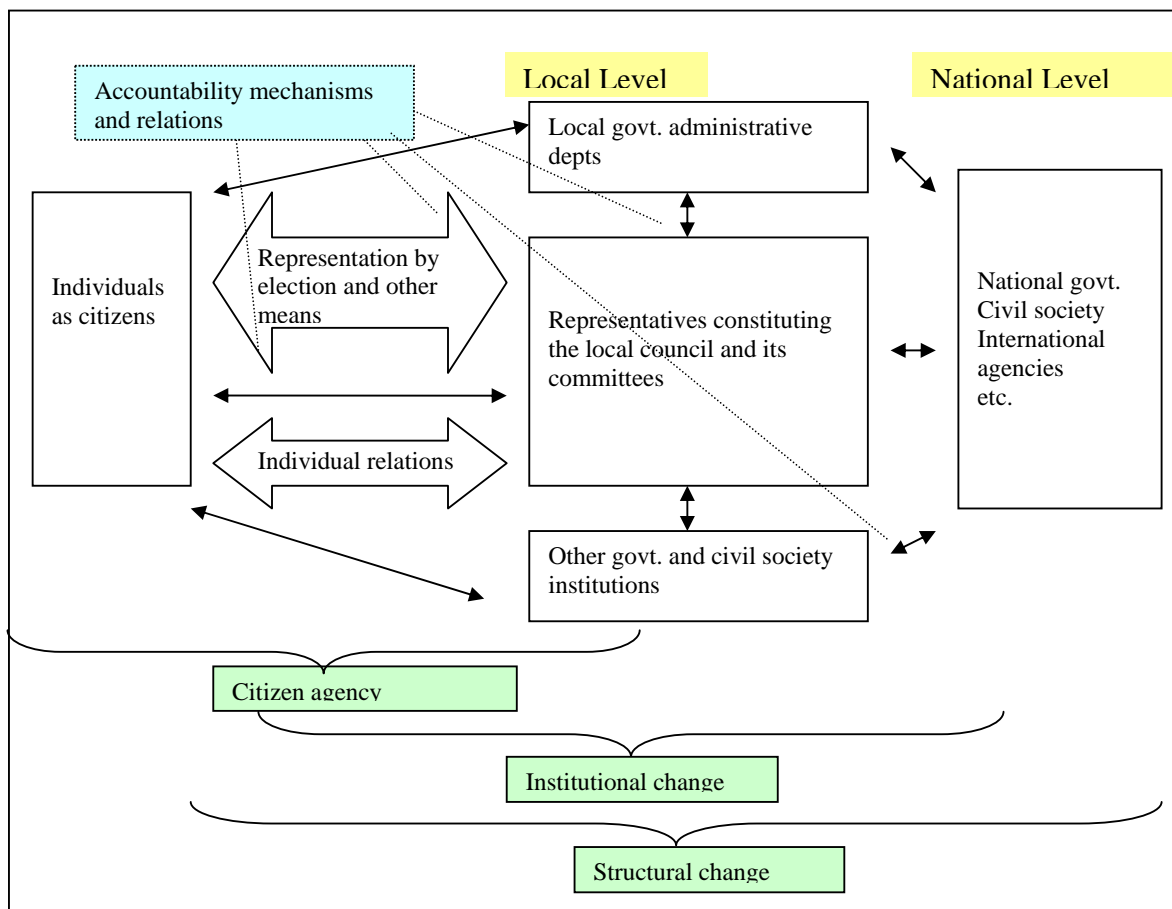 Accountability mechanisms
and relations
Local Level
National Level
Local govt. administrative
depts
Individuals
as citizens
Representation by
election and other
means
Representatives constituting
the local council and its
committees
National govt.
Civil society
International
agencies
etc.
Individual relations
Other govt. and civil society
institutions
Citizen agency
Institutional change
Structural change